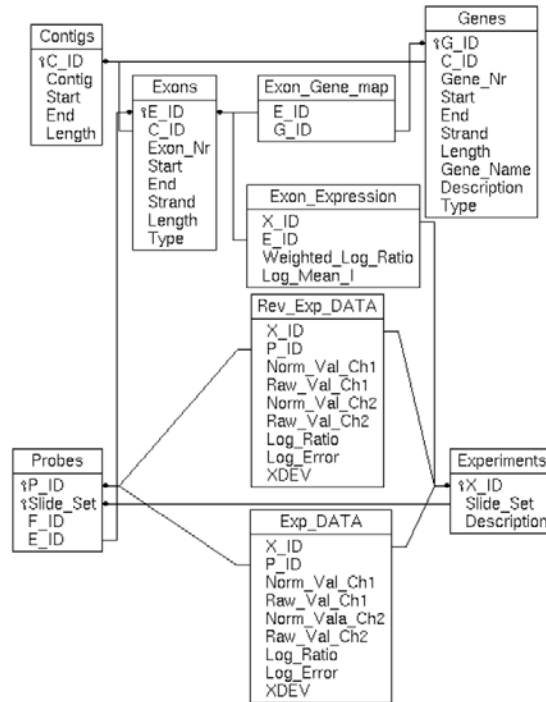 Contigs
C_ID
Contig
Start
End
Length
Exons
E_ID
C_ID
Exon_Nr
Start
End
Strand
Length
Type
Exon_Gene_map
E_ID
G_ID
Genes
G_ID
C_ID
Gene_Nr
Start
End
Strand
Length
Gene_Name
Description
Type
Exon_Expression
X_ID
E_ID
Weighted_Log_Ratio
Log_Mean_I
Rev_Exp_DATA
X_ID
P_ID
Norm_Val_Ch1
Raw_Val_Ch1
Norm_Val_Ch2
Raw_Val_Ch2
Log_Ratio
Log_Error
XDEV
Probes
P_ID
Slide_Set
F_ID
E_ID
Experiments
X_ID
Slide_Set
Description
Exp_DATA
X_ID
P_ID
Norm_Val_Ch1
Raw_Val_Ch1
Norm_Vala_Ch2
Raw_Val_Ch2
Log_Ratio
Log_Error
XDEV